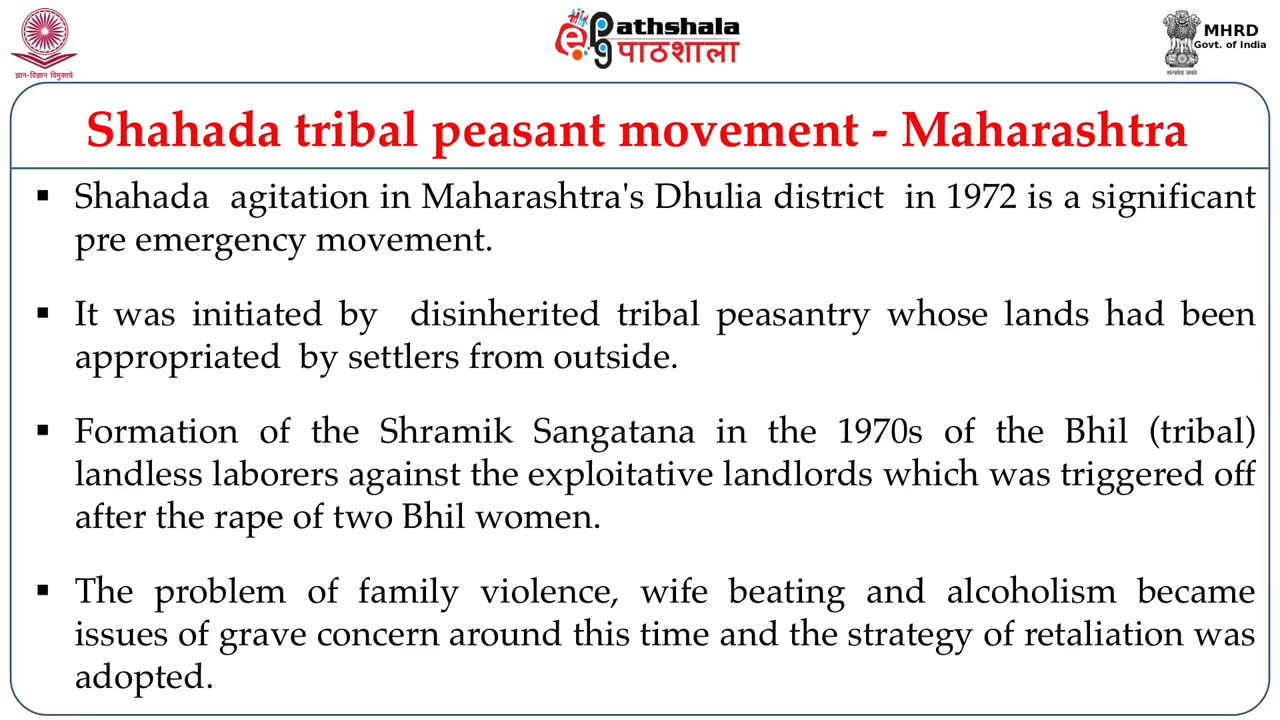 ज्ञान-विज्ञान विमुक्तये
ePathshala
पाठशाला
MHRD
Govt. of India
सत्यमेव जयते
Shahada tribal peasant movement - Maharashtra
▪ Shahada agitation in Maharashtra's Dhulia district in 1972 is a significant
pre emergency movement.
▪ It was initiated by disinherited tribal peasantry whose lands had been
appropriated by settlers from outside.
▪ Formation of the Shramik Sangatana in the 1970s of the Bhil (tribal)
landless laborers against the exploitative landlords which was triggered off
after the rape of two Bhil women.
▪ The problem of family violence, wife beating and alcoholism became
issues of grave concern around this time and the strategy of retaliation was
adopted.